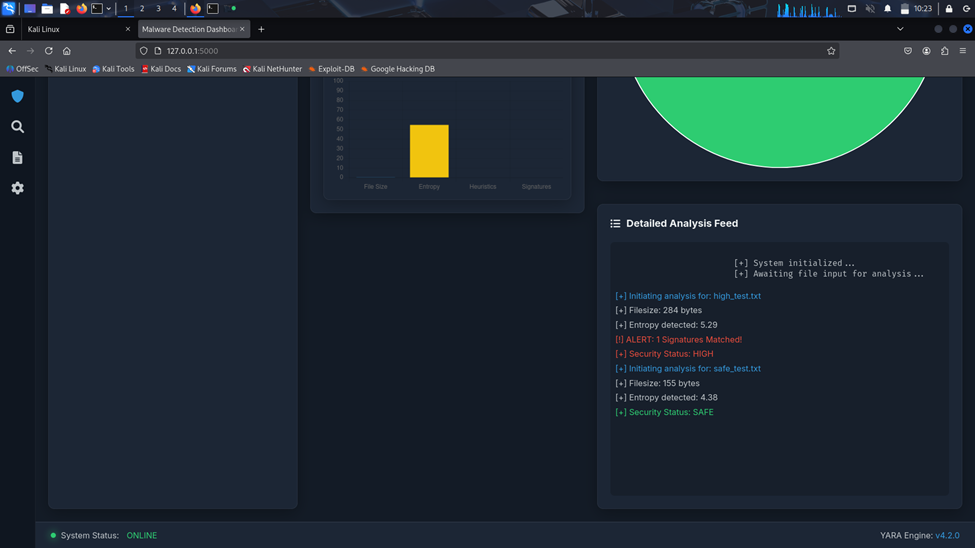 1 2 3 4
10:23
Kali Linux
Malware Detection Dashboa
127.0.0.1:5000
OffSec Kali Linux Kali Tools Kali Docs Kali Forums Kali NetHunter Exploit-DB Google Hacking DB
100
90
80
70
60
50
40
30
20
10
0
File Size Entropy Heuristics Signatures
Detailed Analysis Feed
[+] System initialized...
[+] Awaiting file input for analysis...
[+] Initiating analysis for: high_test.txt
[+] Filesize: 284 bytes
[+] Entropy detected: 5.29
[!] ALERT: 1 Signatures Matched!
[+] Security Status: HIGH
[+] Initiating analysis for: safe_test.txt
[+] Filesize: 155 bytes
[+] Entropy detected: 4.38
[+] Security Status: SAFE
System Status: ONLINE
YARA Engine: v4.2.0